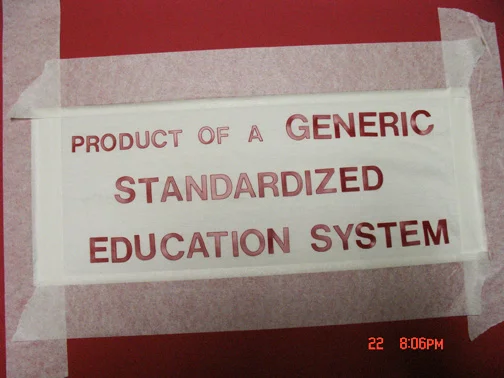 PRODUCT OF A GENERIC
STANDARDIZED
EDUCATION SYSTEM
22 8:06PM